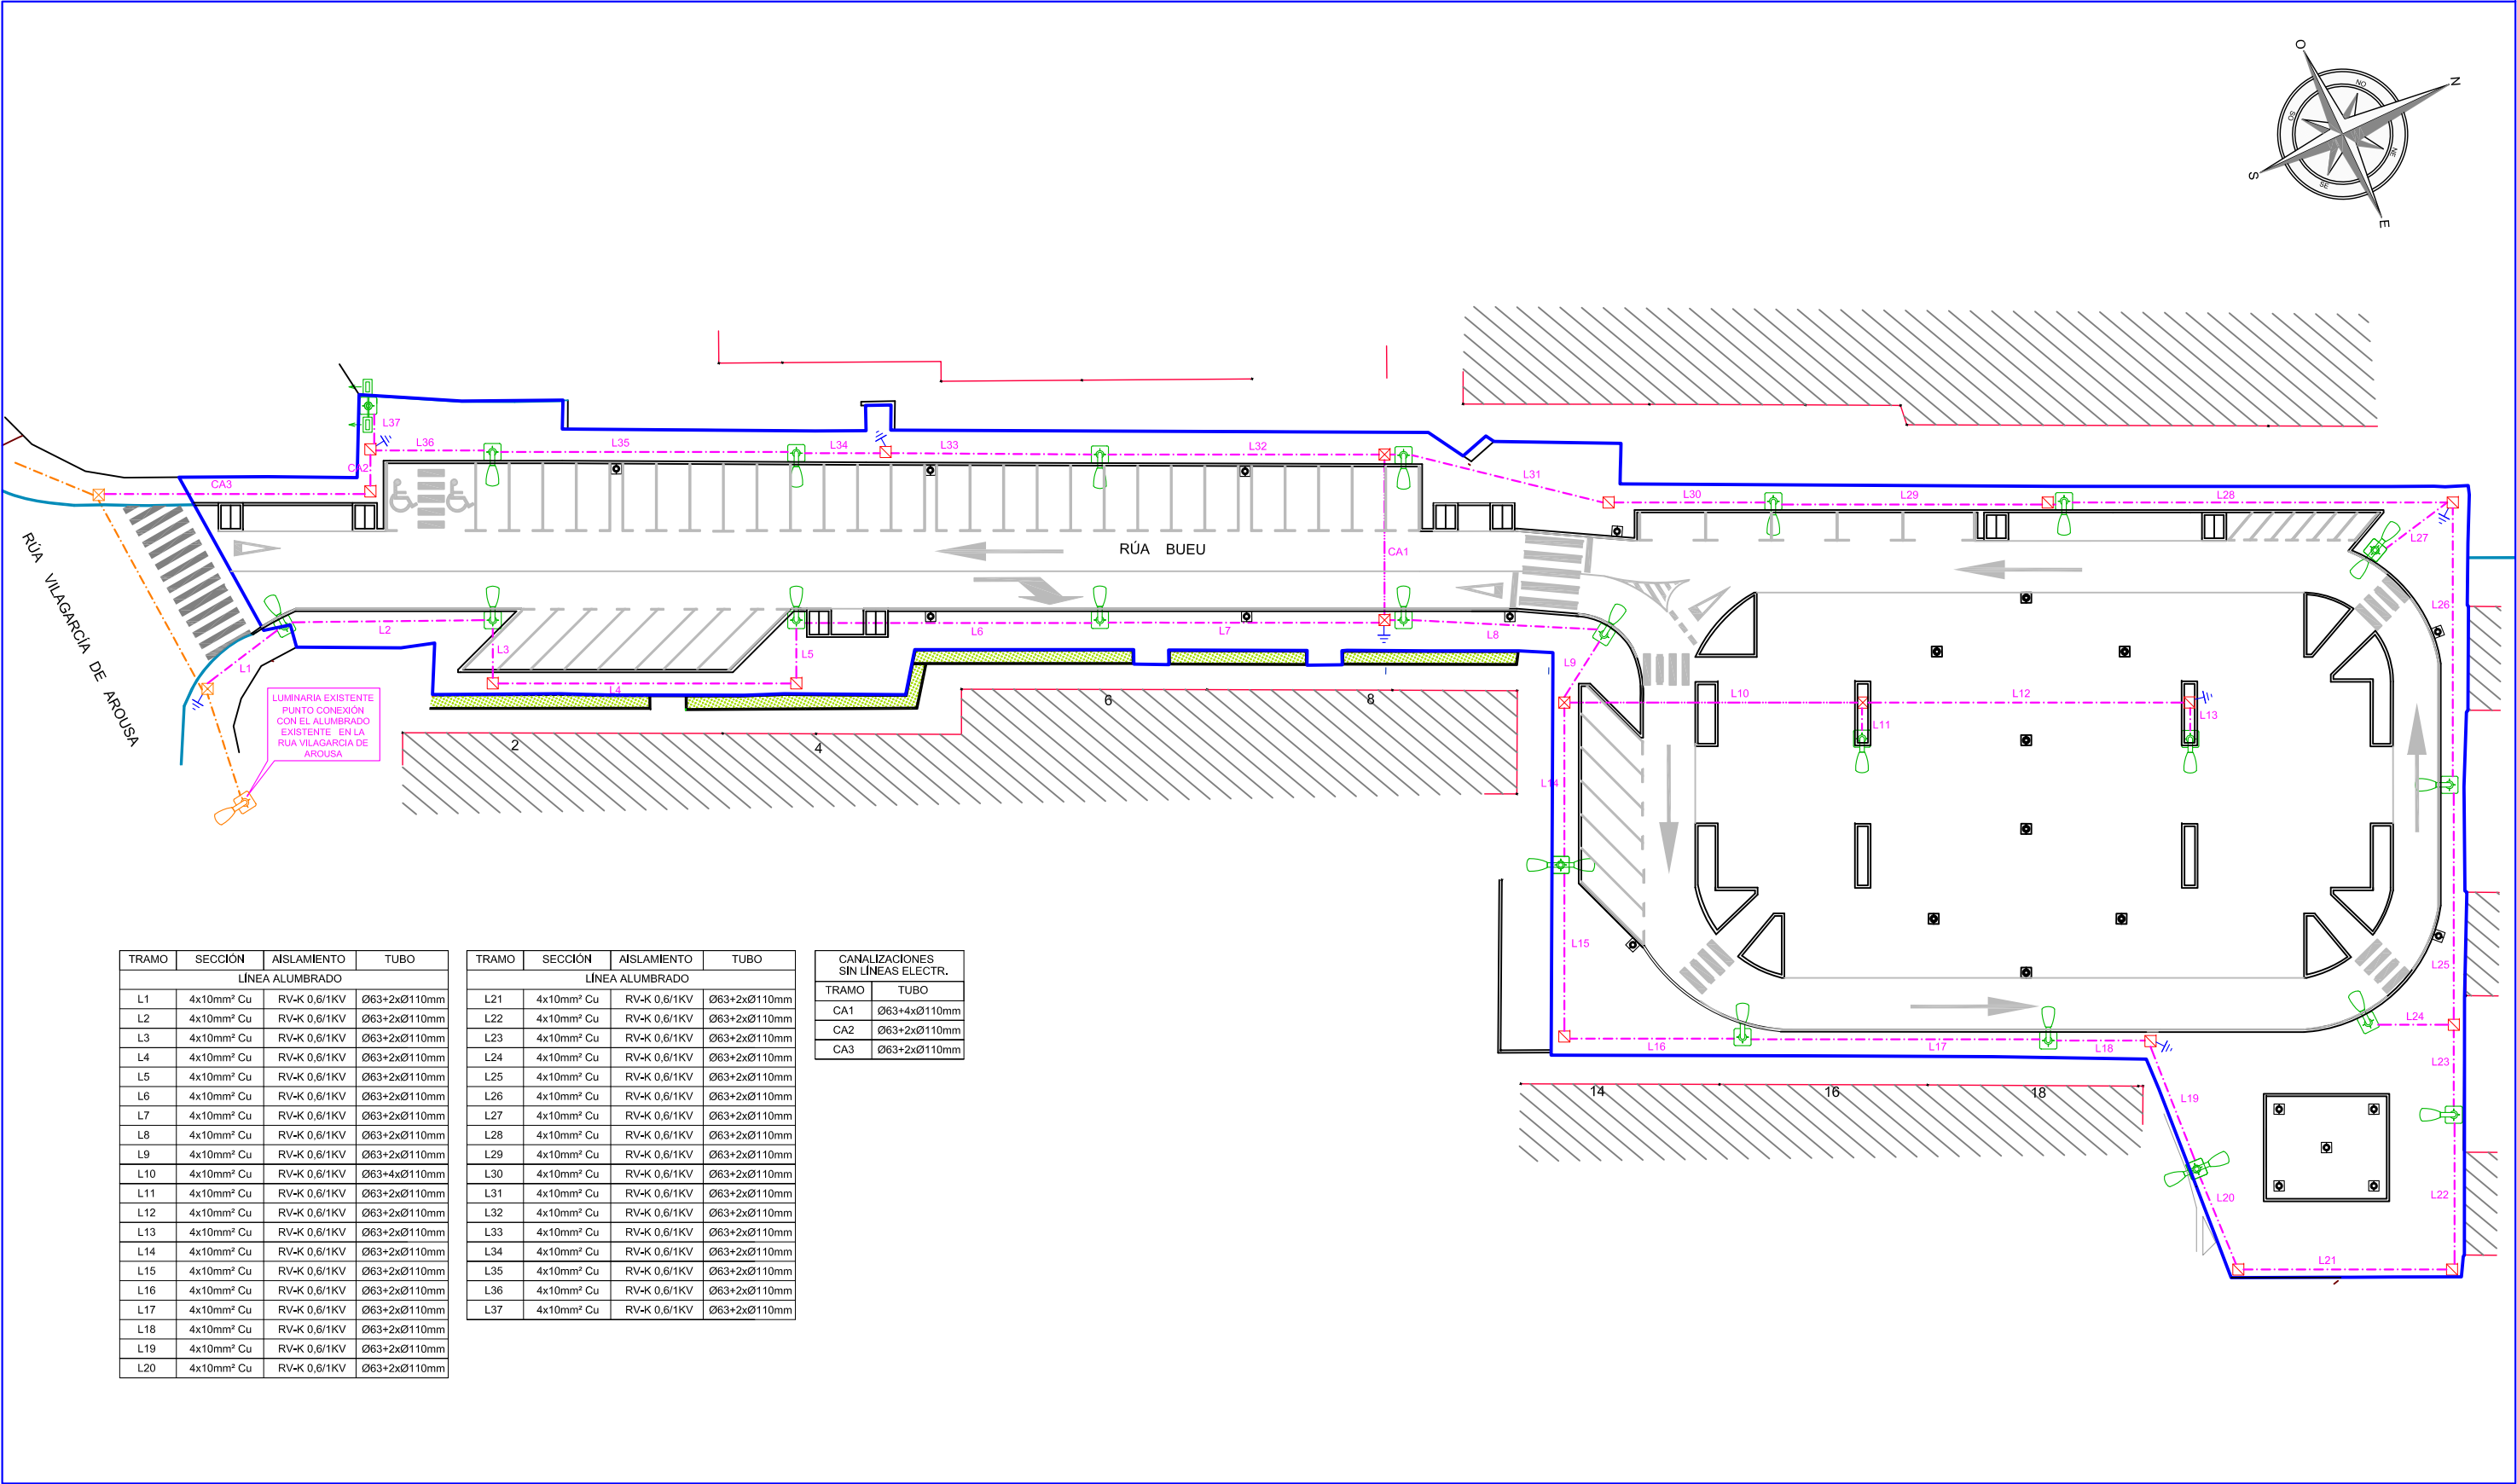 O
N
NO
SO
NE
SE
S
E
L37
L36
L35
L34
L33
L32
L31
L30
L29
L28
CA2
CA3
L27
RÚA BUEU
CA1
RÚA VILAGARCÍA DE AROUSA
L26
L1
L2
L3
L4
L5
L6
L7
L8
L9
L10
L11
L12
L13
L14
L15
L16
L17
L18
L19
L20
L21
L22
L23
L24
L25
LUMINARIA EXISTENTE
PUNTO CONEXIÓN
CON EL ALUMBRADO
EXISTENTE EN LA
RUA VILAGARCIA DE
AROUSA
2
4
6
8
14
16
18
TRAMO SECCIÓN AISLAMIENTO TUBO
LÍNEA ALUMBRADO
L1 4x10mm² Cu RV-K 0,6/1KV Ø63+2xØ110mm
L2 4x10mm² Cu RV-K 0,6/1KV Ø63+2xØ110mm
L3 4x10mm² Cu RV-K 0,6/1KV Ø63+2xØ110mm
L4 4x10mm² Cu RV-K 0,6/1KV Ø63+2xØ110mm
L5 4x10mm² Cu RV-K 0,6/1KV Ø63+2xØ110mm
L6 4x10mm² Cu RV-K 0,6/1KV Ø63+2xØ110mm
L7 4x10mm² Cu RV-K 0,6/1KV Ø63+2xØ110mm
L8 4x10mm² Cu RV-K 0,6/1KV Ø63+2xØ110mm
L9 4x10mm² Cu RV-K 0,6/1KV Ø63+2xØ110mm
L10 4x10mm² Cu RV-K 0,6/1KV Ø63+4xØ110mm
L11 4x10mm² Cu RV-K 0,6/1KV Ø63+2xØ110mm
L12 4x10mm² Cu RV-K 0,6/1KV Ø63+2xØ110mm
L13 4x10mm² Cu RV-K 0,6/1KV Ø63+2xØ110mm
L14 4x10mm² Cu RV-K 0,6/1KV Ø63+2xØ110mm
L15 4x10mm² Cu RV-K 0,6/1KV Ø63+2xØ110mm
L16 4x10mm² Cu RV-K 0,6/1KV Ø63+2xØ110mm
L17 4x10mm² Cu RV-K 0,6/1KV Ø63+2xØ110mm
L18 4x10mm² Cu RV-K 0,6/1KV Ø63+2xØ110mm
L19 4x10mm² Cu RV-K 0,6/1KV Ø63+2xØ110mm
L20 4x10mm² Cu RV-K 0,6/1KV Ø63+2xØ110mm
TRAMO SECCIÓN AISLAMIENTO TUBO
LÍNEA ALUMBRADO
L21 4x10mm² Cu RV-K 0,6/1KV Ø63+2xØ110mm
L22 4x10mm² Cu RV-K 0,6/1KV Ø63+2xØ110mm
L23 4x10mm² Cu RV-K 0,6/1KV Ø63+2xØ110mm
L24 4x10mm² Cu RV-K 0,6/1KV Ø63+2xØ110mm
L25 4x10mm² Cu RV-K 0,6/1KV Ø63+2xØ110mm
L26 4x10mm² Cu RV-K 0,6/1KV Ø63+2xØ110mm
L27 4x10mm² Cu RV-K 0,6/1KV Ø63+2xØ110mm
L28 4x10mm² Cu RV-K 0,6/1KV Ø63+2xØ110mm
L29 4x10mm² Cu RV-K 0,6/1KV Ø63+2xØ110mm
L30 4x10mm² Cu RV-K 0,6/1KV Ø63+2xØ110mm
L31 4x10mm² Cu RV-K 0,6/1KV Ø63+2xØ110mm
L32 4x10mm² Cu RV-K 0,6/1KV Ø63+2xØ110mm
L33 4x10mm² Cu RV-K 0,6/1KV Ø63+2xØ110mm
L34 4x10mm² Cu RV-K 0,6/1KV Ø63+2xØ110mm
L35 4x10mm² Cu RV-K 0,6/1KV Ø63+2xØ110mm
L36 4x10mm² Cu RV-K 0,6/1KV Ø63+2xØ110mm
L37 4x10mm² Cu RV-K 0,6/1KV Ø63+2xØ110mm
CANALIZACIONES
SIN LÍNEAS ELECTR.
TRAMO TUBO
CA1 Ø63+4xØ110mm
CA2 Ø63+2xØ110mm
CA3 Ø63+2xØ110mm